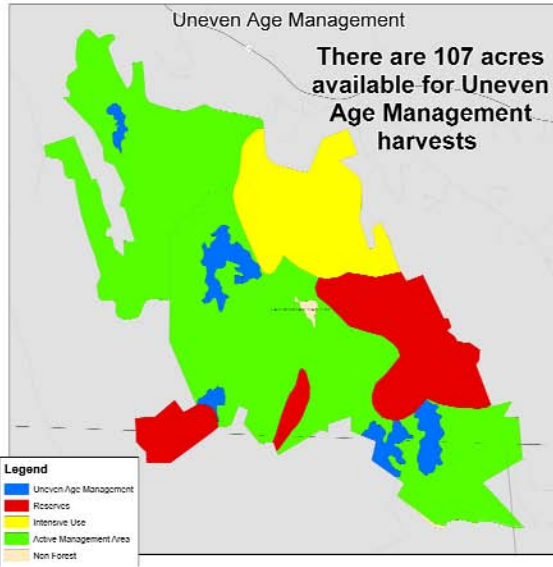 Uneven Age Management
There are 107 acres
available for Uneven
Age Management
harvests
Legend
Uneven Age Management
Reserves
Intensive Use
Active Management Area
Non Forest